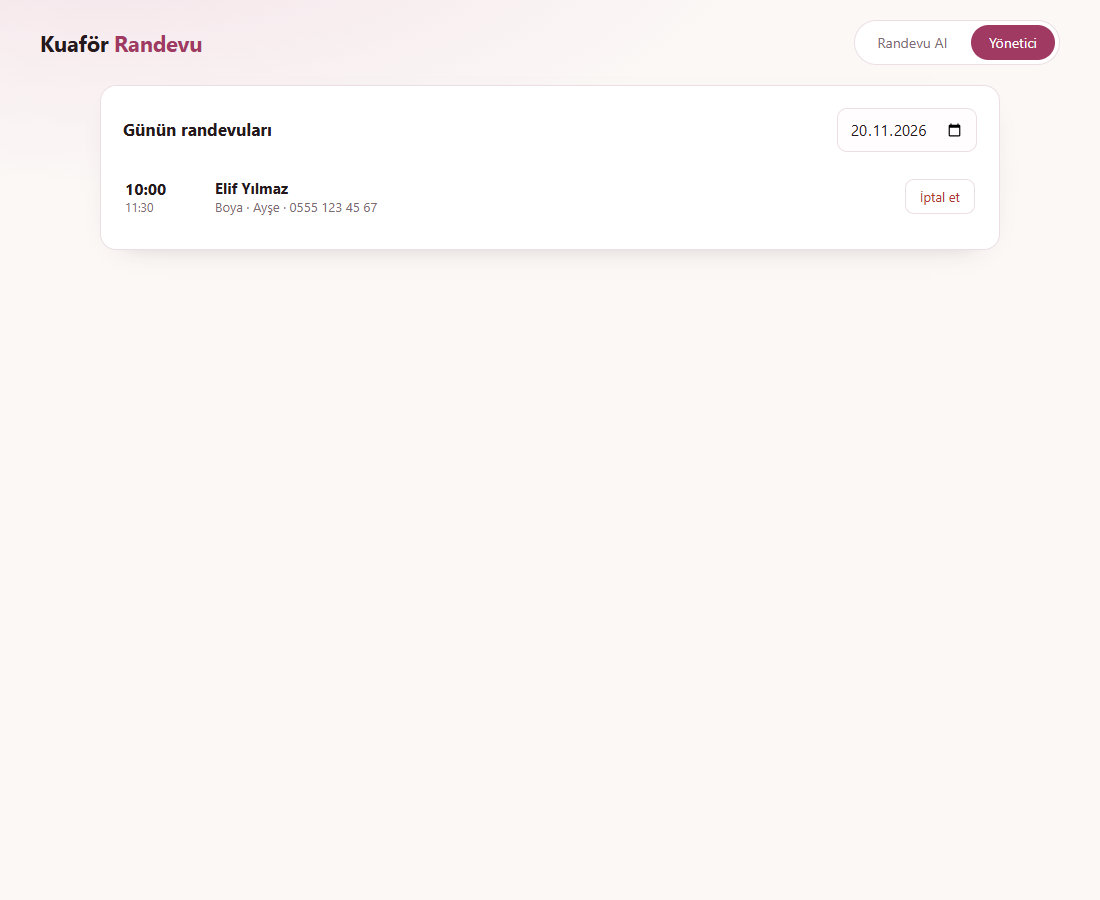 Kuaför Randevu
Randevu Al
Yönetici
Günün randevuları
20.11.2026
10:00
11:30
Elif Yılmaz
Boya · Ayşe · 0555 123 45 67
İptal et